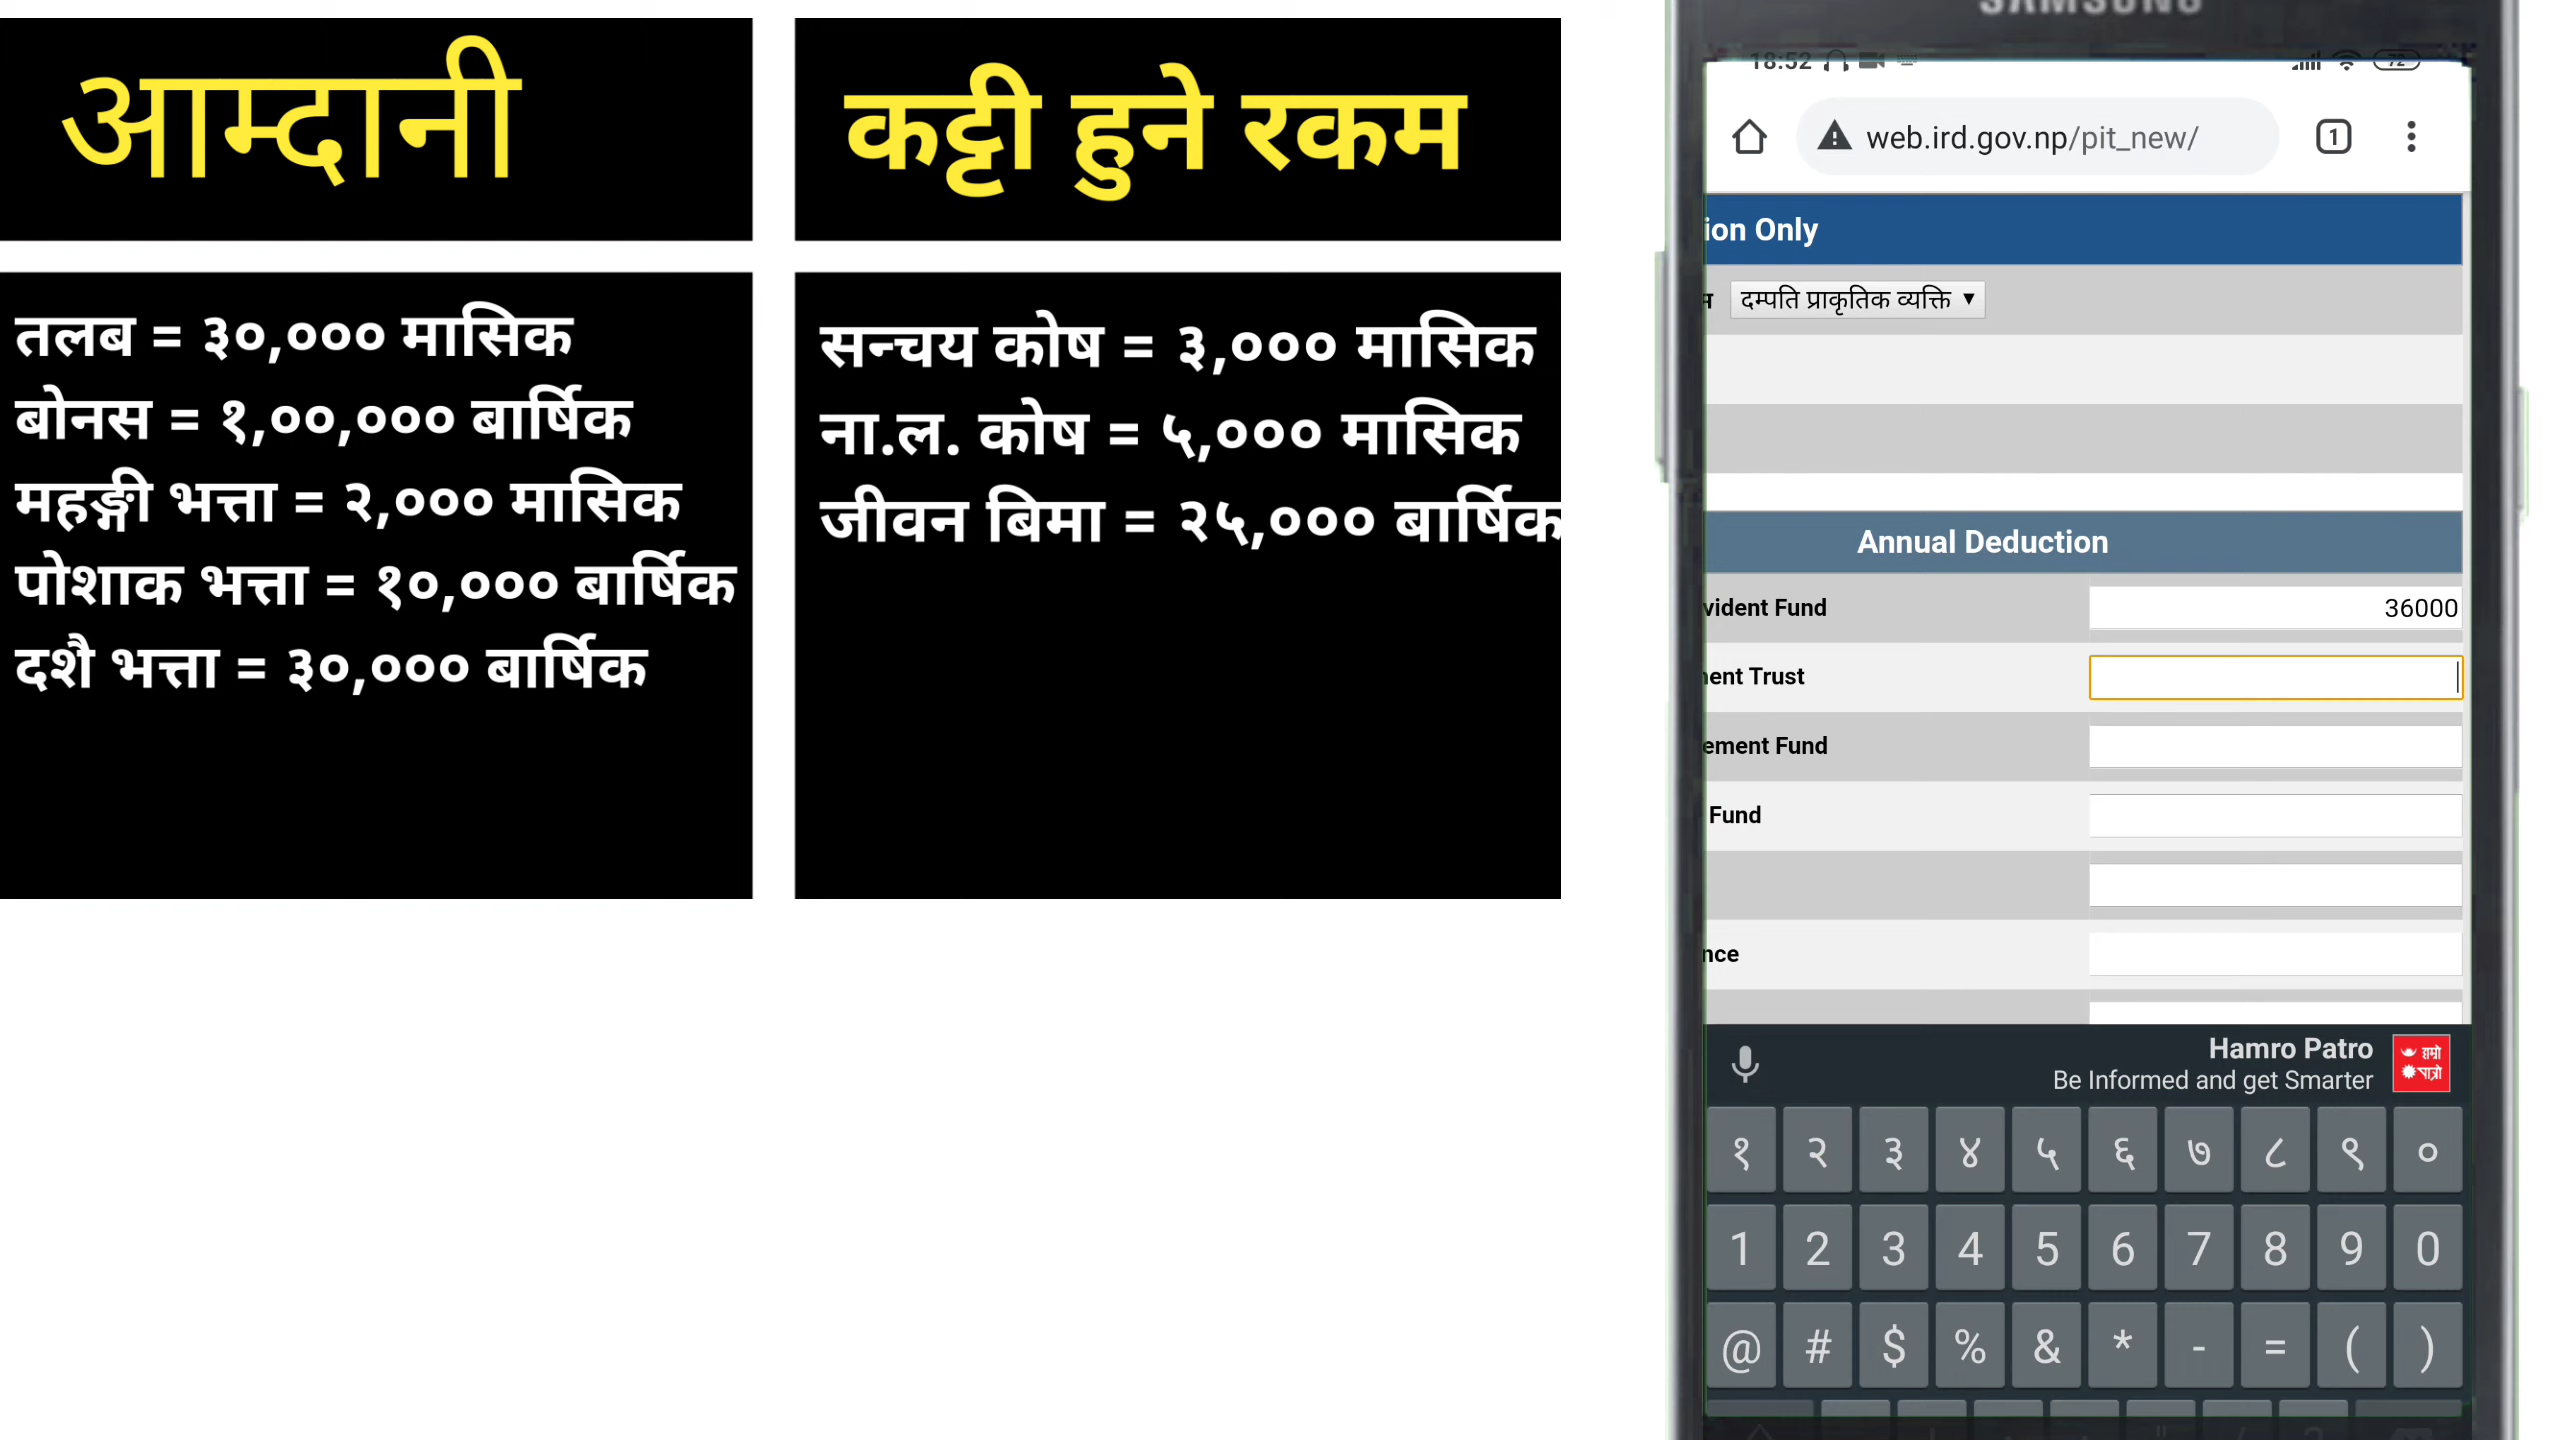 आम्दानी
कट्टी हुने रकम
तलब = ३०,००० मासिक
बोनस = १,००,००० बार्षिक
महङ्गी भत्ता = २,००० मासिक
पोशाक भत्ता = १०,००० बार्षिक
दशै भत्ता = ३०,००० बार्षिक
सन्चय कोष = ३,००० मासिक
ना.ल. कोष = ५,००० मासिक
जीवन बिमा = २५,००० बार्षिक
SAMSUNG
18:52
72
web.ird.gov.np/pit_new/
1
ion Only
दम्पति प्राकृतिक व्यक्ति
Annual Deduction
vident Fund 36000
ent Trust
ement Fund
Fund
nce
Hamro Patro
Be Informed and get Smarter
हाम्रो
पात्रो
१ २ ३ ४ ५ ६ ७ ८ ९ ०
1 2 3 4 5 6 7 8 9 0
@ # $ % & * - = ( )